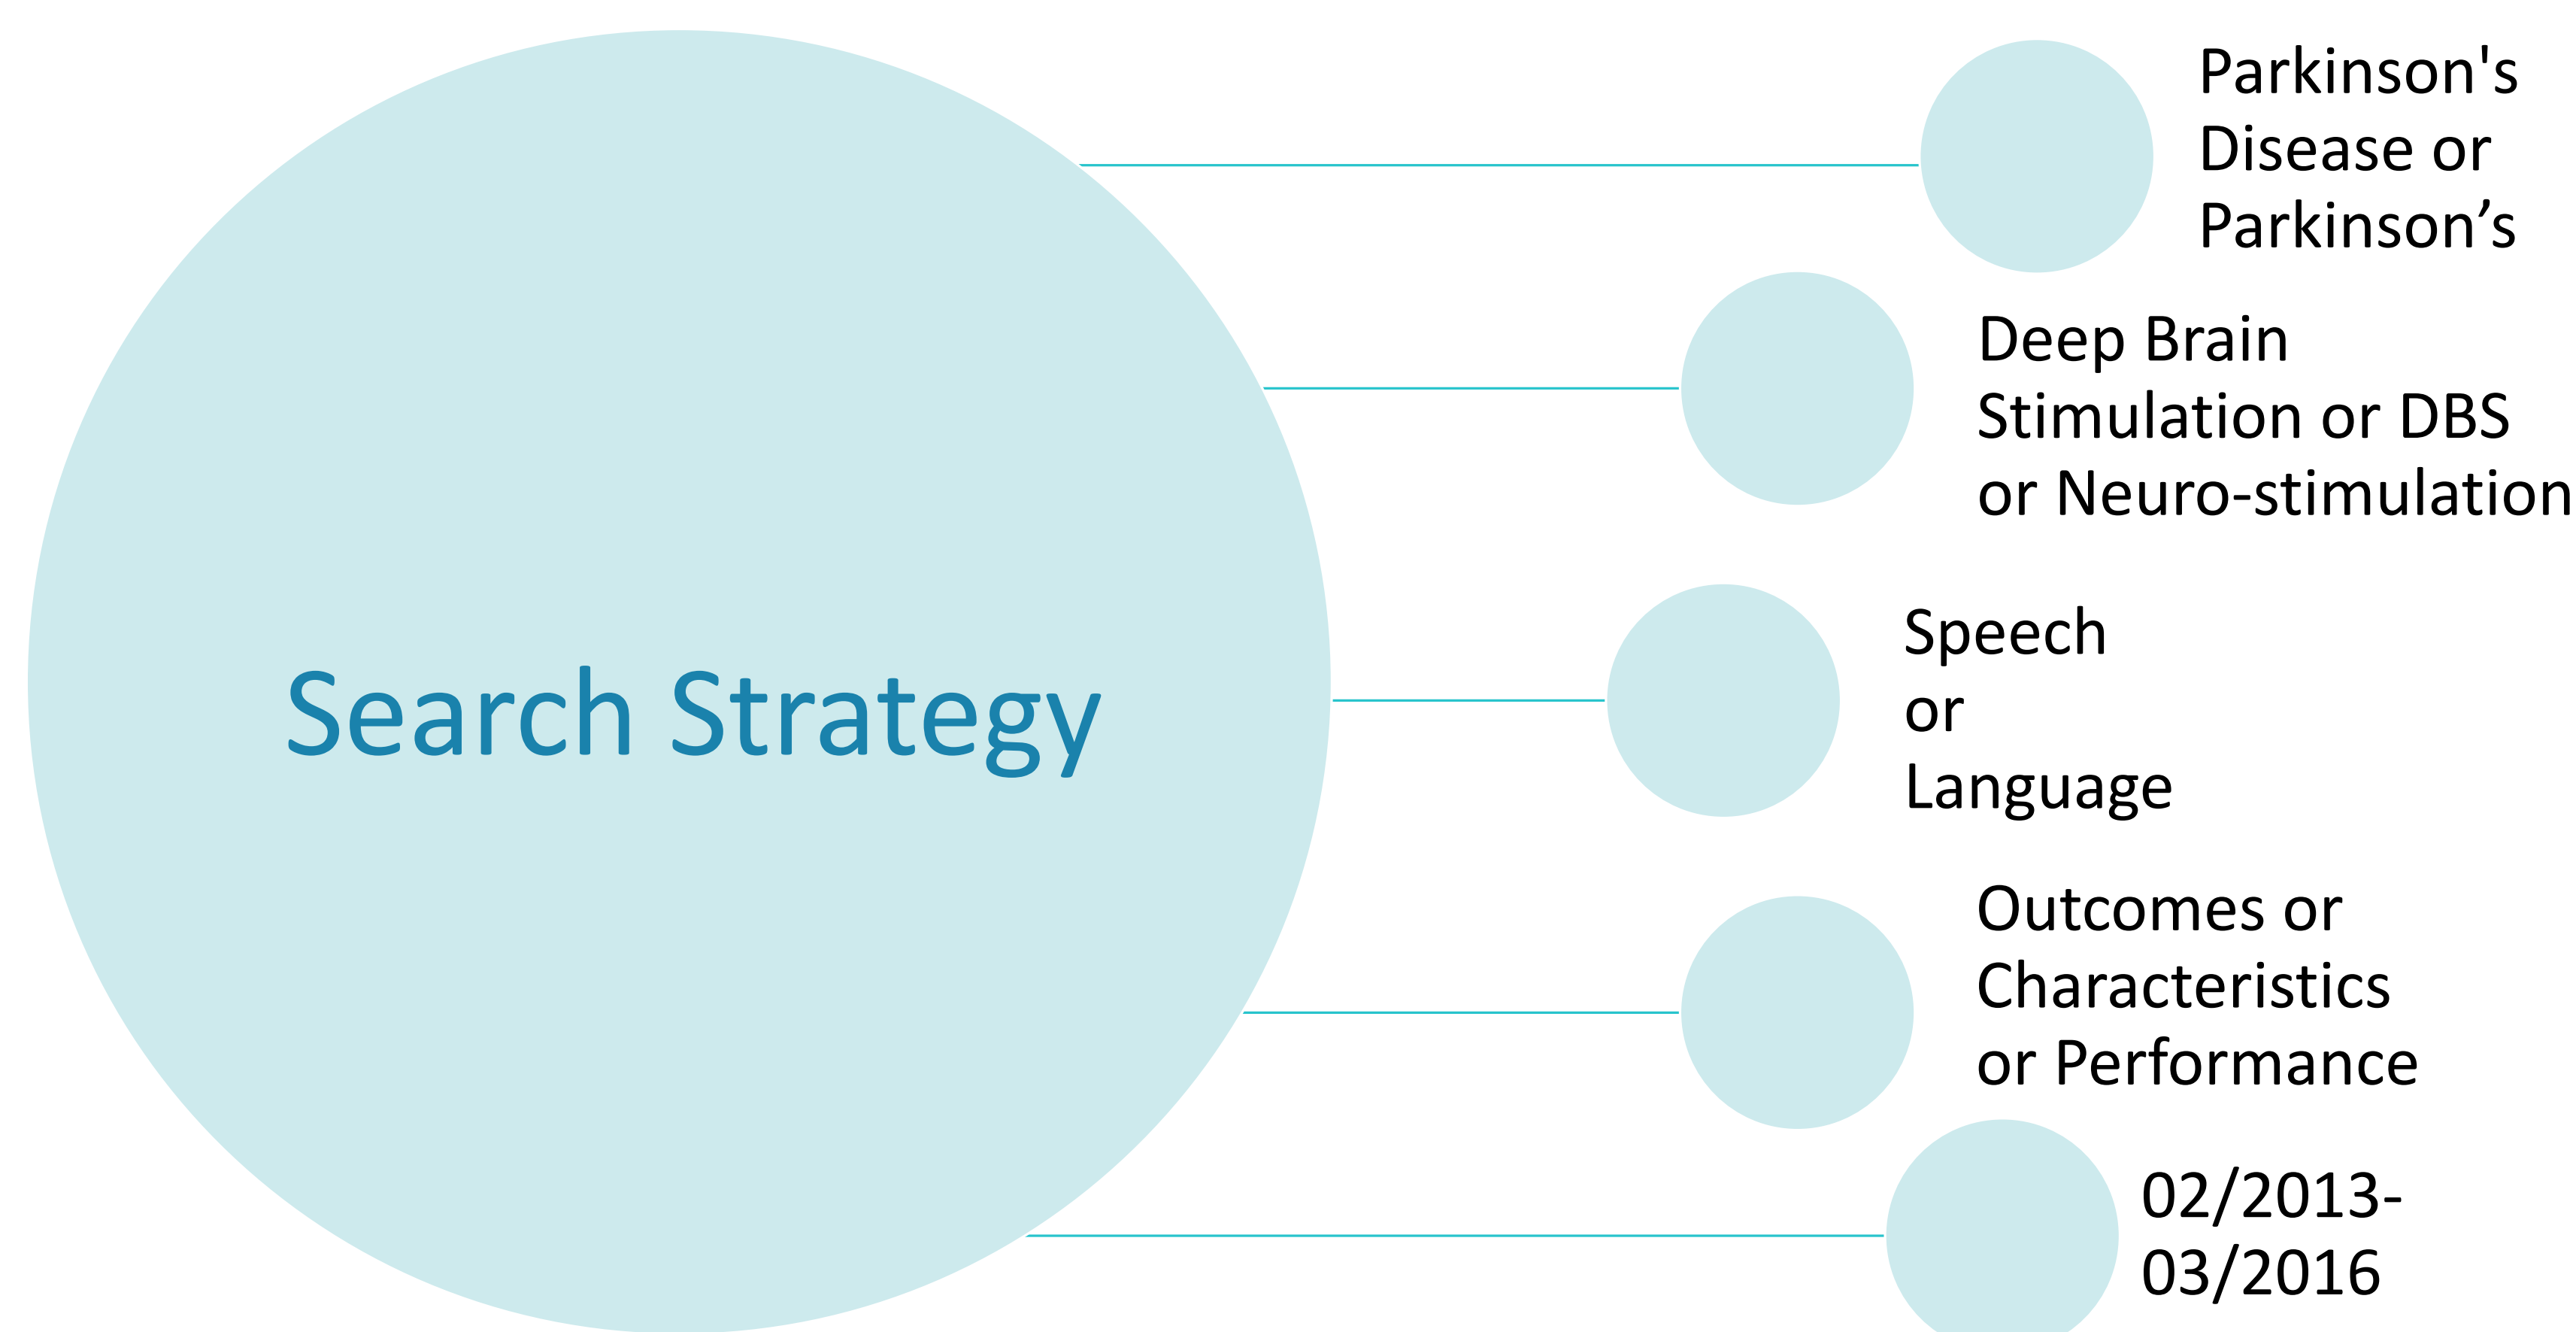 Search Strategy
Parkinson's
Disease or
Parkinson’s
Deep Brain
Stimulation or DBS
or Neuro-stimulation
Speech
or
Language
Outcomes or
Characteristics
or Performance
02/2013-
03/2016